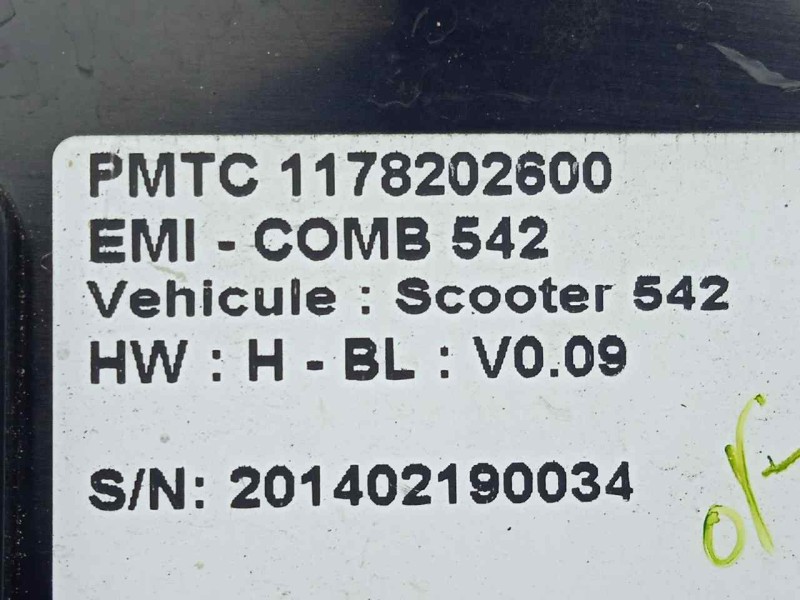 PMTC 1178202600
EMI - COMB 542
Vehicule : Scooter 542
HW : H - BL : V0.09
S/N: 201402190034